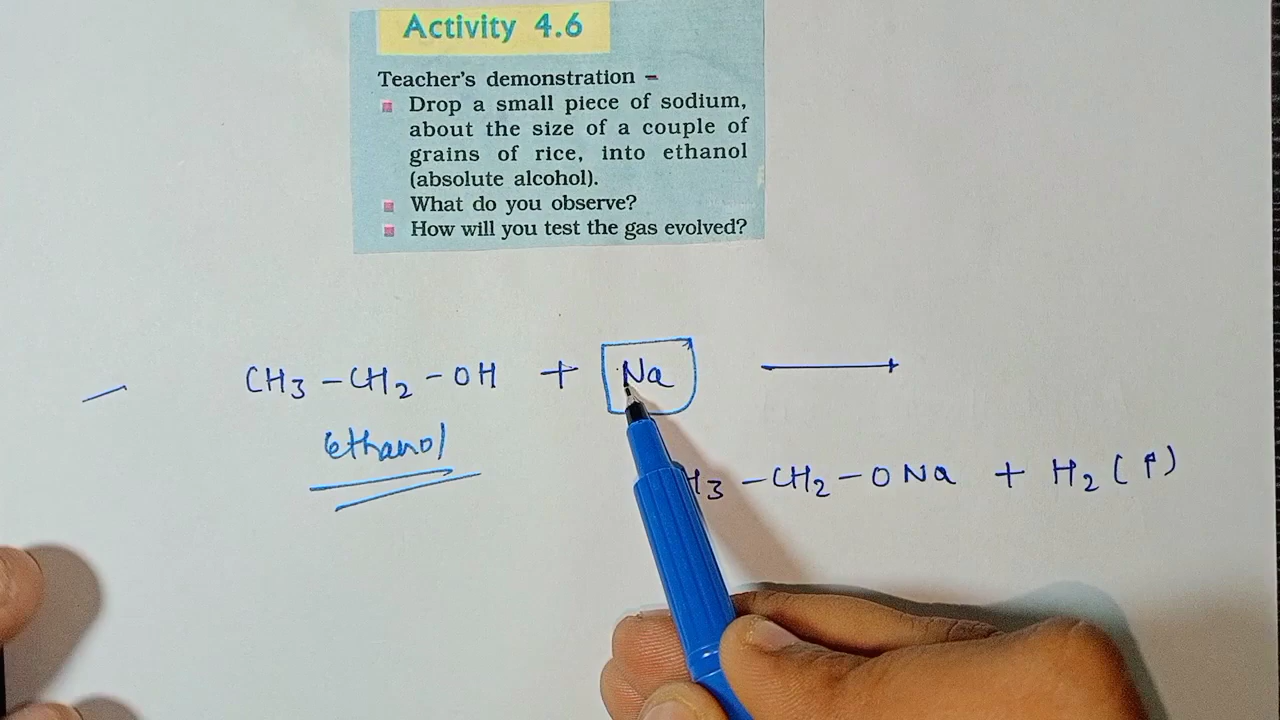 Activity 4.6
Teacher's demonstration –
Drop a small piece of sodium,
about the size of a couple of
grains of rice, into ethanol
(absolute alcohol).
What do you observe?
How will you test the gas evolved?
CH3 – CH2 – OH + Na ⟶
ethanol
H3 – CH2 – O Na + H2 (↑)